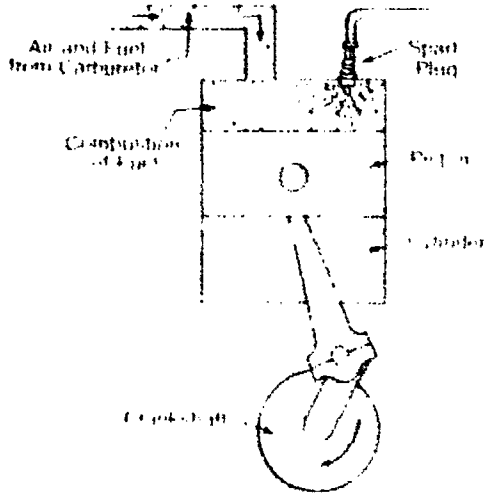 Air and Fuel
from Carburetor
Spark
Plug
Combustion
of Fuel
Piston
Cylinder
Crankshaft